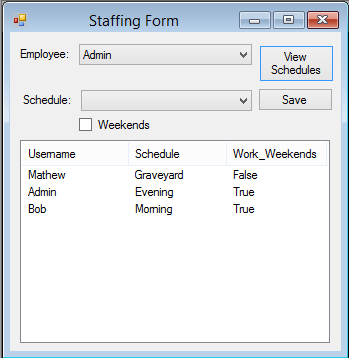 Staffing Form
Employee: Admin
View
Schedules
Schedule:
Save
Weekends
Username Schedule Work_Weekends
Mathew Graveyard False
Admin Evening True
Bob Morning True